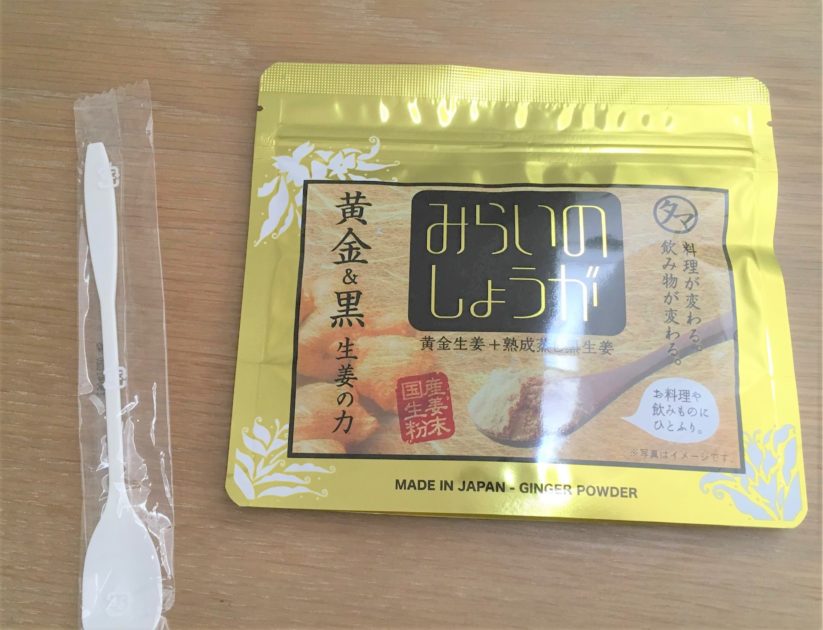 黄金&黒生姜の力
みらいの
しょうが
黄金生姜+熟成蒸し黒生姜
タマ
料理が変わる。
飲み物が変わる。
国産
生姜
粉末
お料理や
飲みものに
ひとふり。
※写真はイメージです。
MADE IN JAPAN - GINGER POWDER